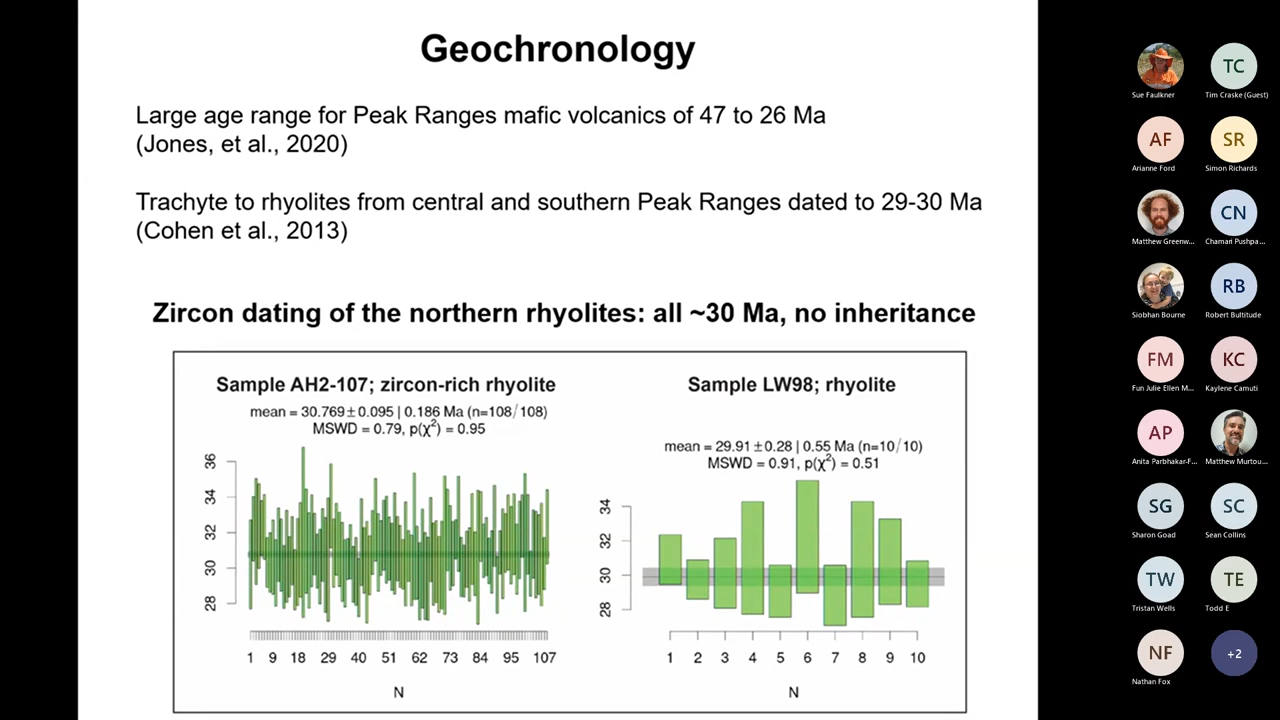 Geochronology
Large age range for Peak Ranges mafic volcanics of 47 to 26 Ma
(Jones, et al., 2020)
Trachyte to rhyolites from central and southern Peak Ranges dated to 29-30 Ma
(Cohen et al., 2013)
Zircon dating of the northern rhyolites: all ~30 Ma, no inheritance
Sample AH2-107; zircon-rich rhyolite
mean = 30.769±0.095 | 0.186 Ma (n=108/108)
MSWD = 0.79, p(χ²) = 0.95
36
34
32
30
28
1 9 18 29 40 51 62 73 84 95 107
N
Sample LW98; rhyolite
mean = 29.91±0.28 | 0.55 Ma (n=10/10)
MSWD = 0.91, p(χ²) = 0.51
34
32
30
28
1 2 3 4 5 6 7 8 9 10
N
TC
Sue Faulkner
Tim Craske (Guest)
AF
SR
Arianne Ford
Simon Richards
CN
Matthew Greenw...
Chamari Pushpa...
RB
Siobhan Bourne
Robert Bultitude
FM
KC
Fun Julie Ellen M...
Kaylene Camuti
AP
Anita Parbhakar-F...
Matthew Murtou...
SG
SC
Sharon Goad
Sean Collins
TW
TE
Tristan Wells
Todd E
NF
+2
Nathan Fox